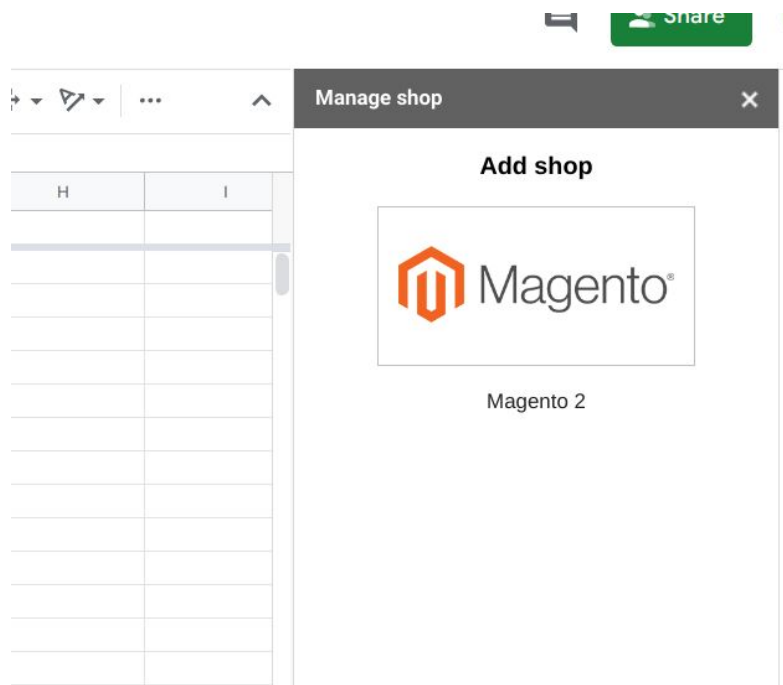 Share
Manage shop
Add shop
H
I
Magento®
Magento 2